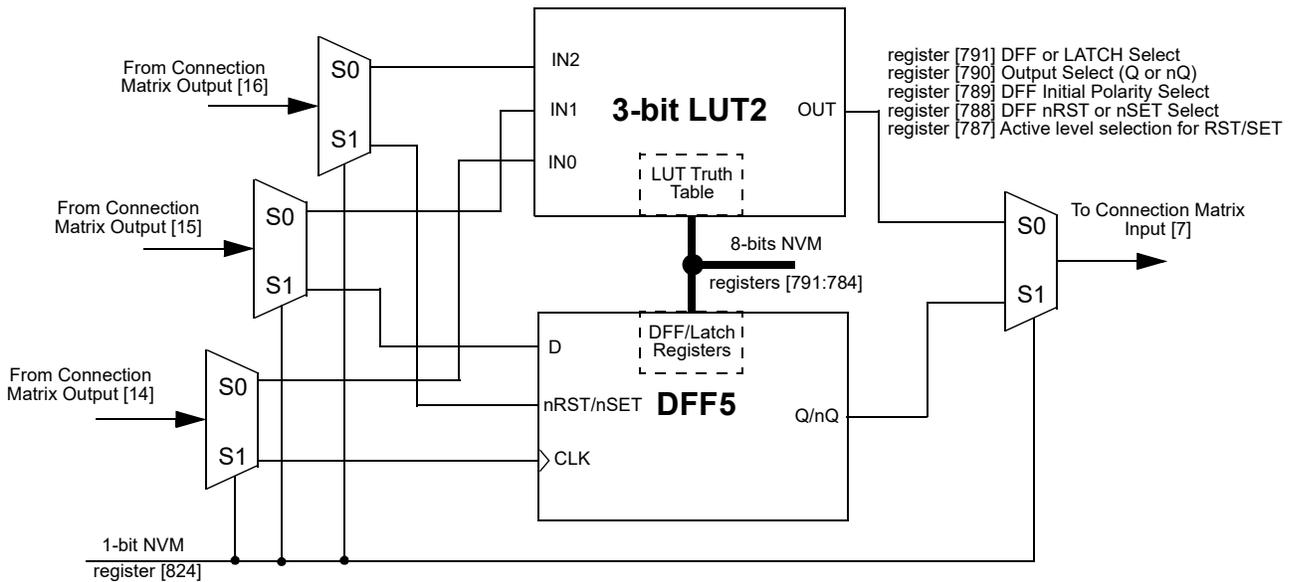 From Connection
Matrix Output [16]
S0
S1
IN2
IN1
IN0
3-bit LUT2
OUT
LUT Truth
Table
register [791] DFF or LATCH Select
register [790] Output Select (Q or nQ)
register [789] DFF Initial Polarity Select
register [788] DFF nRST or nSET Select
register [787] Active level selection for RST/SET
From Connection
Matrix Output [15]
S0
S1
8-bits NVM
registers [791:784]
S0
S1
To Connection Matrix
Input [7]
From Connection
Matrix Output [14]
S0
S1
D
nRST/nSET
CLK
DFF/Latch
Registers
DFF5
Q/nQ
1-bit NVM
register [824]